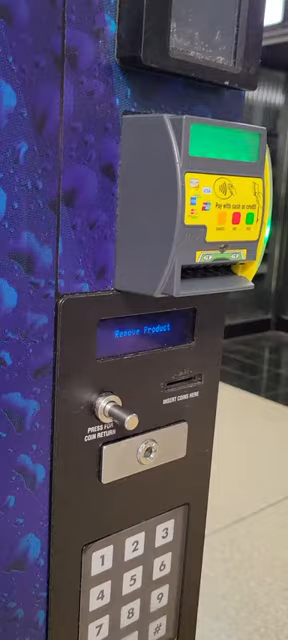 VISA
Pay with cash or credit
Remove Product
INSERT COINS HERE
PRESS FOR
COIN RETURN
1 2 3
4 5 6
7 8 9
#